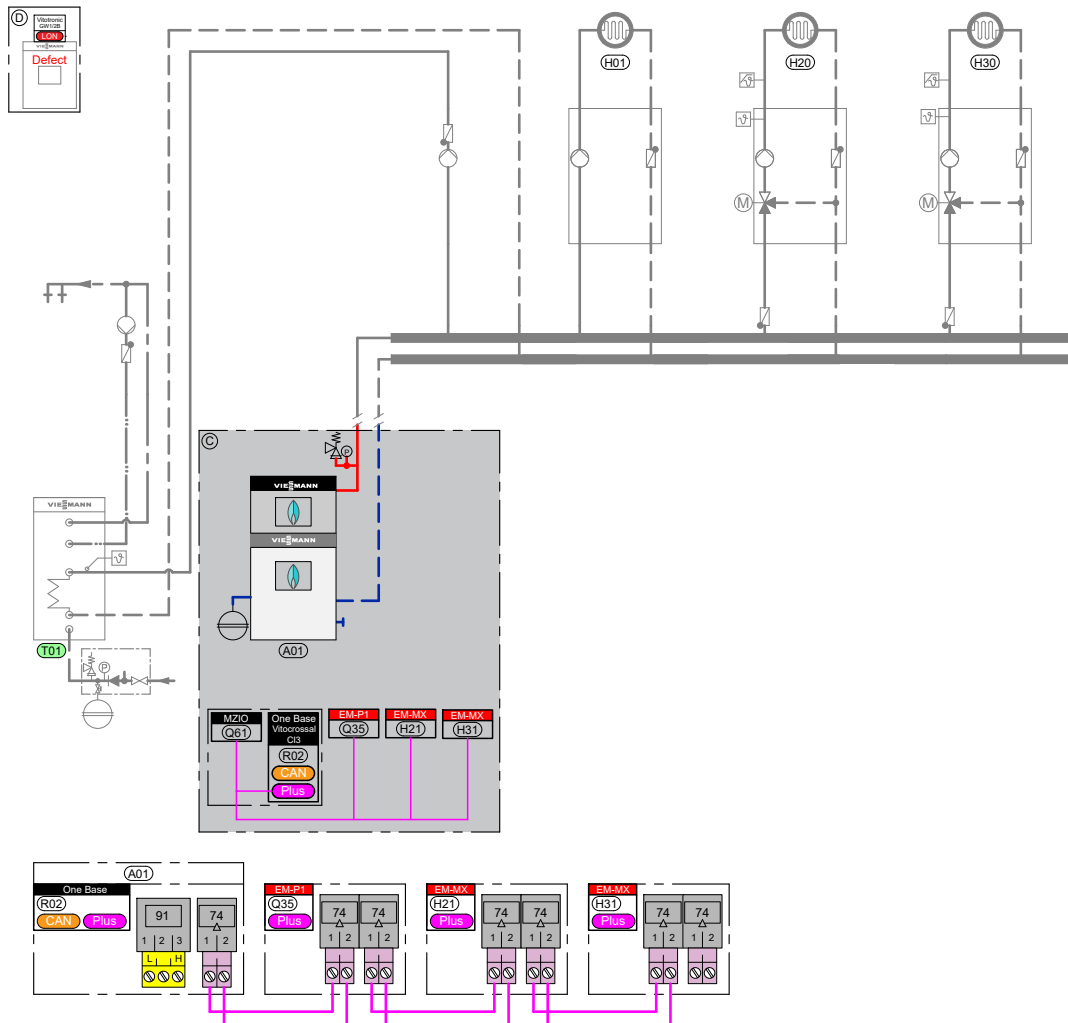 D
Vitotronic
GW1/2B
LON
VIESMANN
Defect
H01
H20
H30
ϑ
ϑ
M
M
C
P
VIESMANN
VIESMANN
A01
VIESMANN
ϑ
T01
P
MZIO
Q61
One Base
Vitocrossal
CI3
R02
CAN
Plus
EM-P1
Q35
EM-MX
H21
EM-MX
H31
A01
One Base
R02
CAN Plus
91
1 2 3
L H
74
1 2
EM-P1
Q35
Plus
74 74
1 2 1 2
EM-MX
H21
Plus
74 74
1 2 1 2
EM-MX
H31
Plus
74 74
1 2 1 2